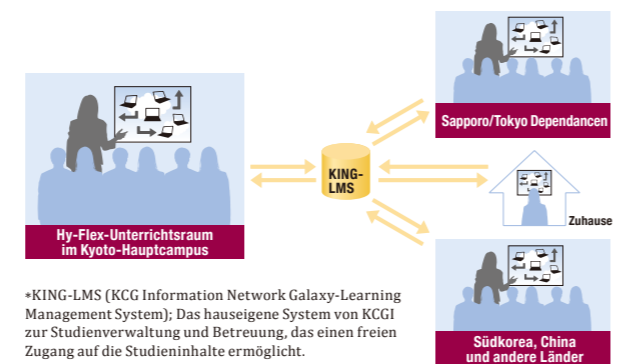 Sapporo/Tokyo Dependancen
KING-
LMS
Zuhause
Hy-Flex-Unterrichtsraum
im Kyoto-Hauptcampus
*KING-LMS (KCG Information Network Galaxy-Learning
Management System); Das hauseigene System von KCGI
zur Studienverwaltung und Betreuung, das einen freien
Zugang auf die Studieninhalte ermöglicht.
Südkorea, China
und andere Länder